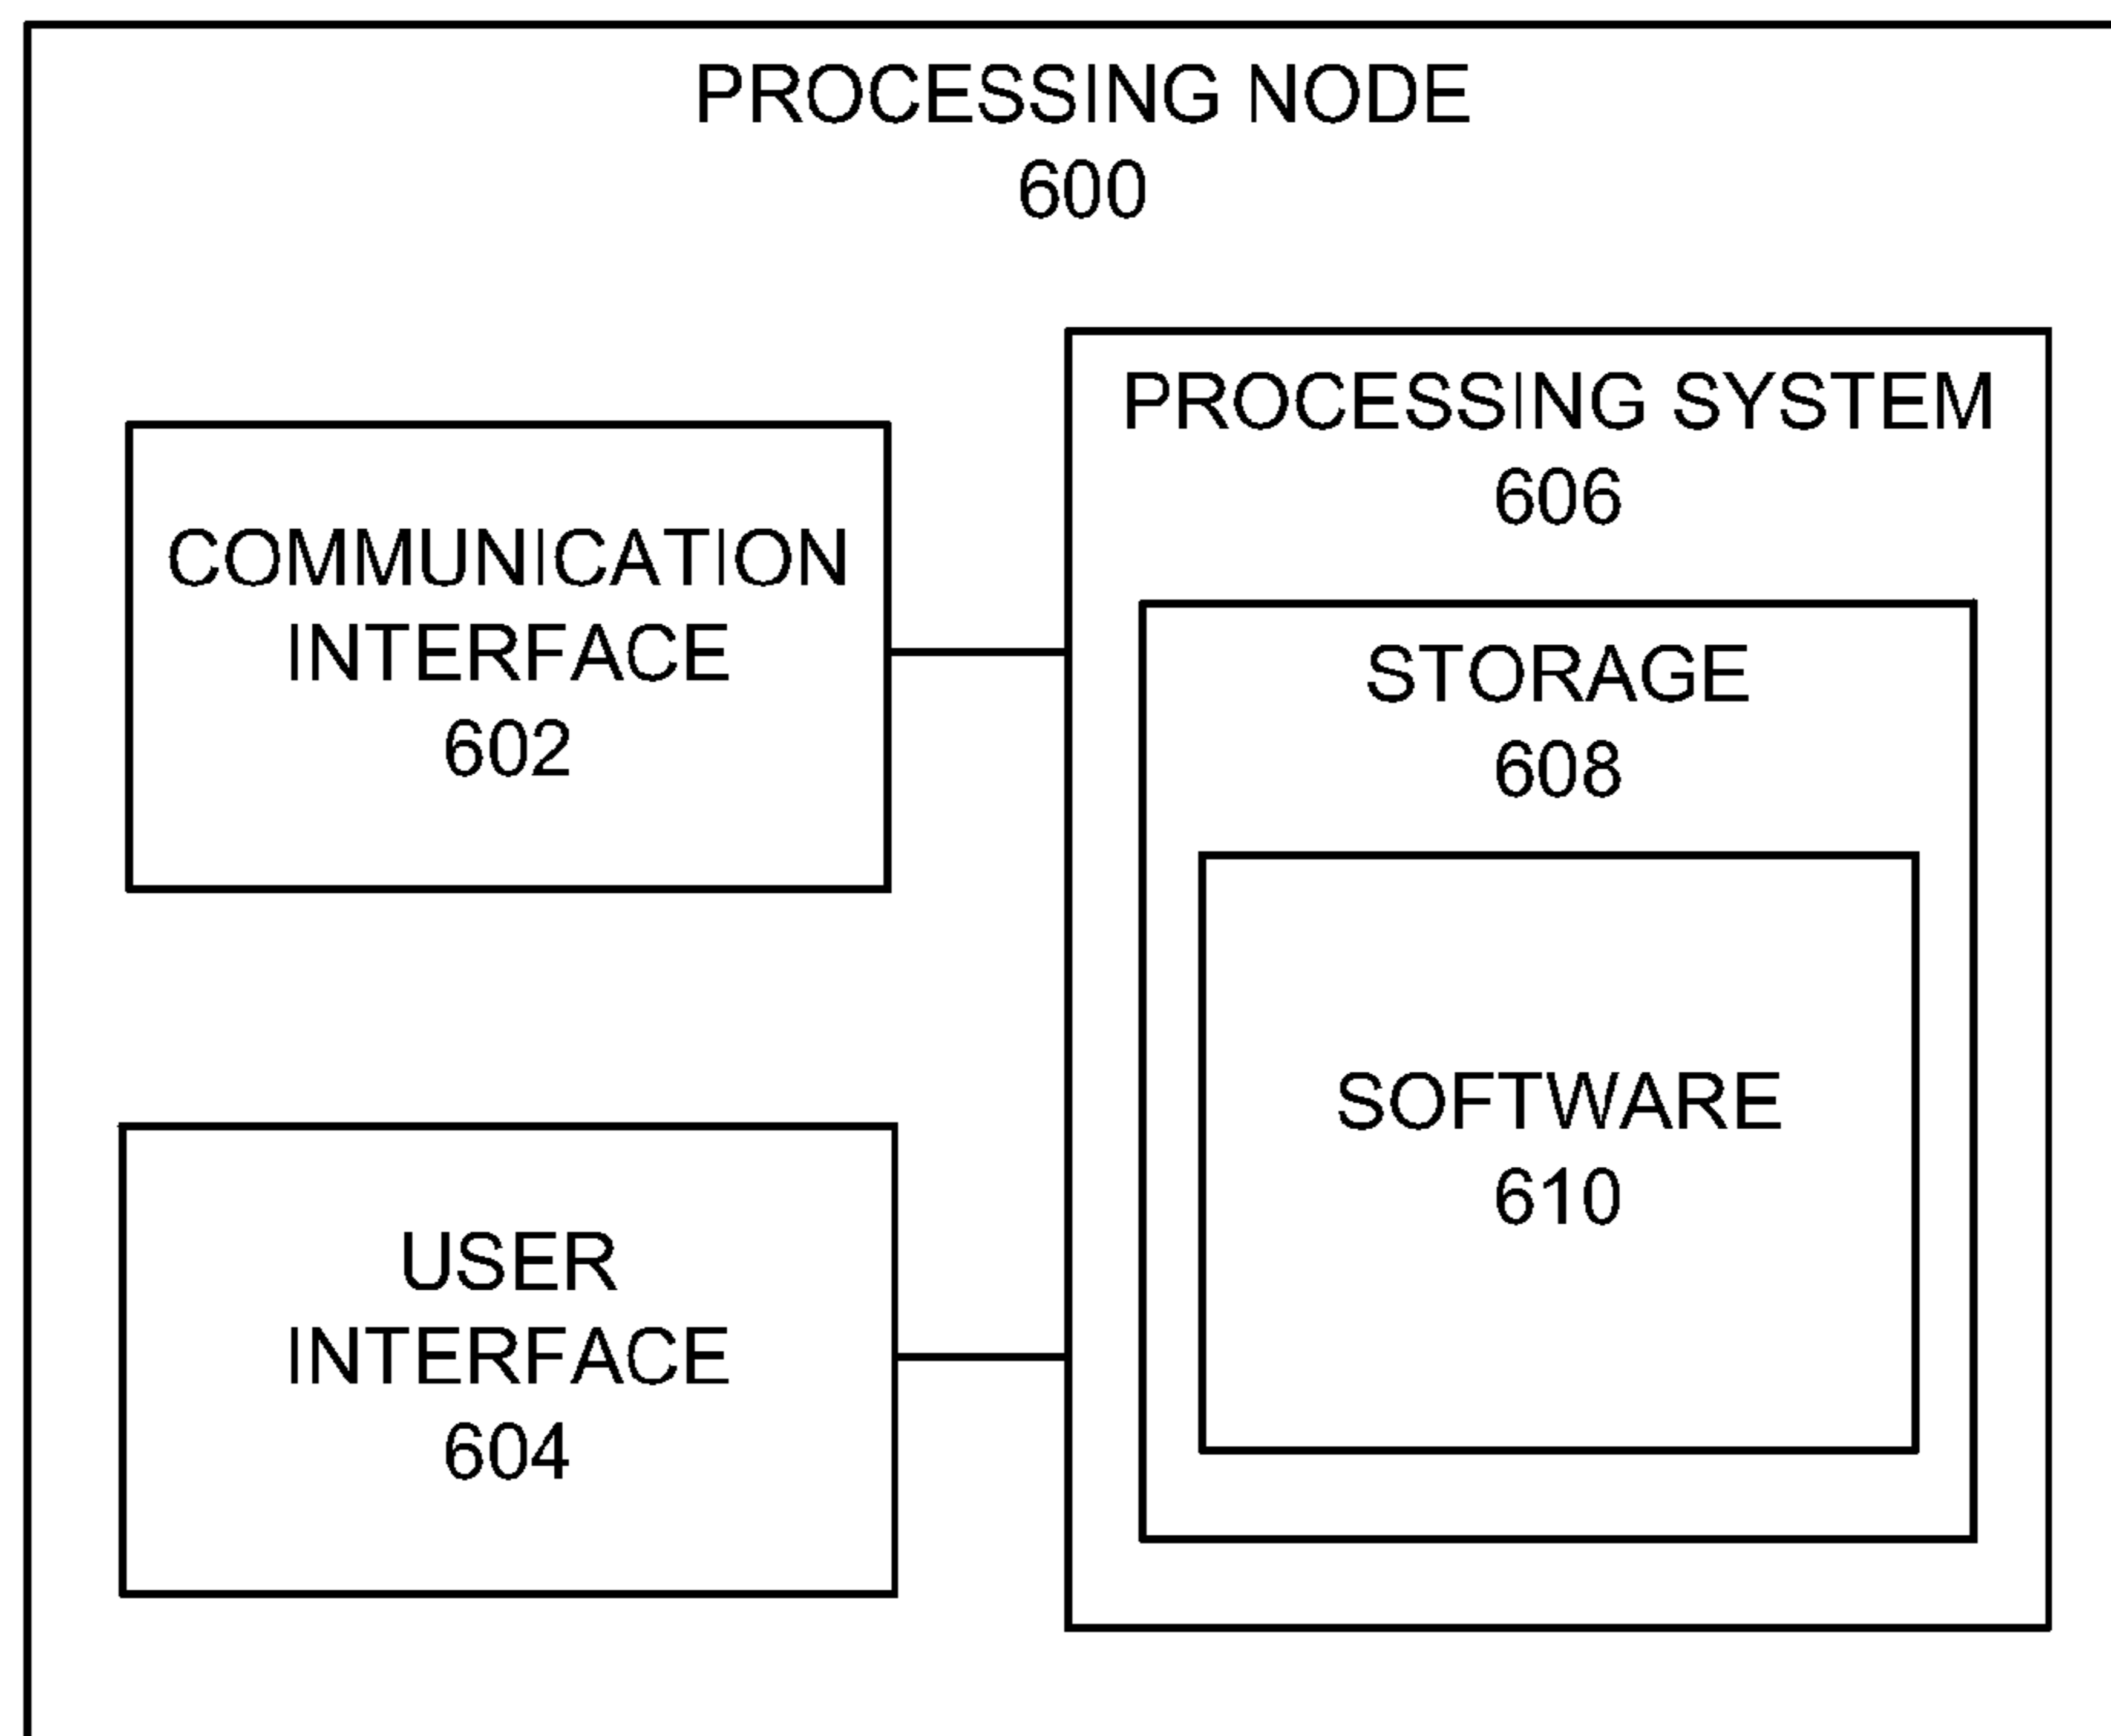 PROCESSING NODE
600
COMMUNICATION
INTERFACE
602
USER
INTERFACE
604
PROCESSING SYSTEM
606
STORAGE
608
SOFTWARE
610